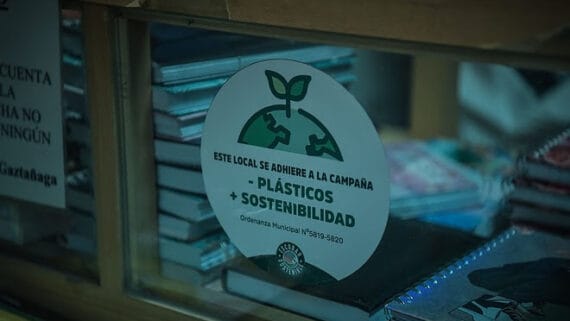 CUENTA
LA
HA NO
NINGÚN
Gaztañaga
ESTE LOCAL SE ADHIERE A LA CAMPAÑA
- PLÁSTICOS
+ SOSTENIBILIDAD
Ordenanza Municipal N°5819-5820